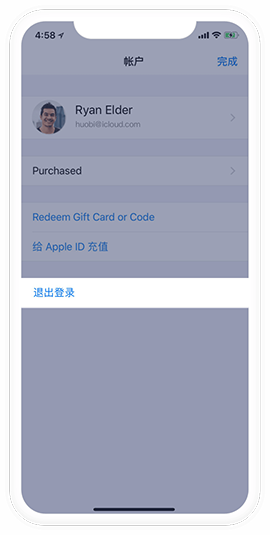 4:58
帐户
完成
Ryan Elder
huobi@icloud.com
Purchased
Redeem Gift Card or Code
给 Apple ID 充值
退出登录